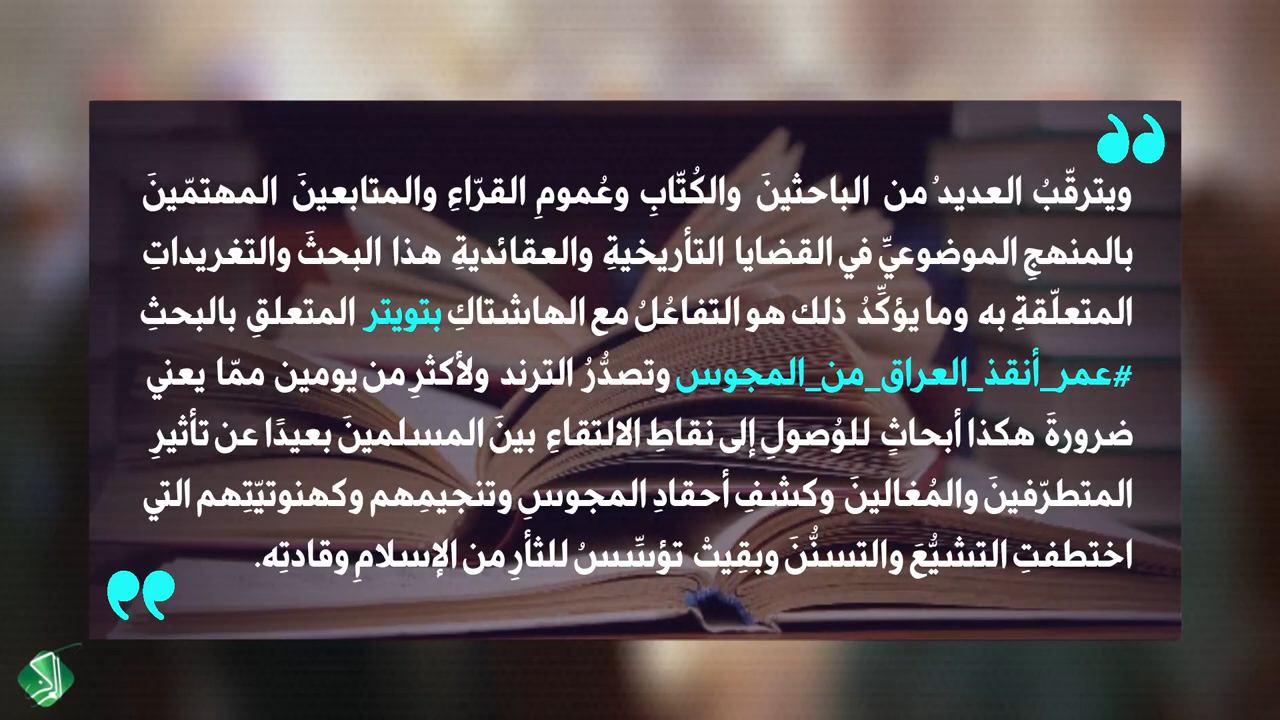 ويترقّبُ العديدُ من الباحثينَ والكُتّابِ وعُمومِ القرّاءِ والمتابعينَ المهتمّينَ
بالمنهجِ الموضوعيِّ في القضايا التأريخيةِ والعقائديةِ هذا البحثَ والتغريداتِ
المتعلّقةِ به وما يؤكِّدُ ذلك هو التفاعُلُ مع الهاشتاكِ بتويتر المتعلقِ بالبحثِ
#عمر_أنقذ_العراق_من_المجوس وتصدُّرُ الترند ولأكثرِ من يومين ممّا يعني
ضرورةَ هكذا أبحاثٍ للوُصولِ إلى نقاطِ الالتقاءِ بينَ المسلمينَ بعيدًا عن تأثيرِ
المتطرّفينَ والمُغالينَ وكشفِ أحقادِ المجوسِ وتنجيمِهم وكهنوتيّتِهم التي
اختطفتِ التشيُّعَ والتسنُّنَ وبقِيتْ تؤسِّسُ للثأرِ من الإسلامِ وقادتِه.